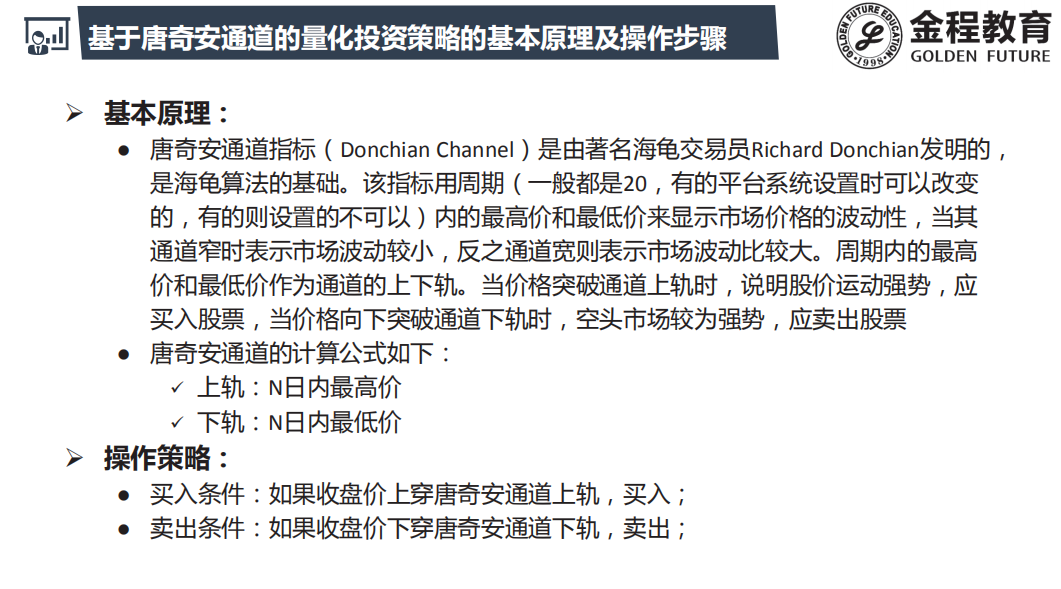 基于唐奇安通道的量化投资策略的基本原理及操作步骤
GOLDEN FUTURE EDUCATION
1998
金程教育
GOLDEN FUTURE
➢ 基本原理：
● 唐奇安通道指标（Donchian Channel）是由著名海龟交易员Richard Donchian发明的，
是海龟算法的基础。该指标用周期（一般都是20，有的平台系统设置时可以改变
的，有的则设置的不可以）内的最高价和最低价来显示市场价格的波动性，当其
通道窄时表示市场波动较小，反之通道宽则表示市场波动比较大。周期内的最高
价和最低价作为通道的上下轨。当价格突破通道上轨时，说明股价运动强势，应
买入股票，当价格向下突破通道下轨时，空头市场较为强势，应卖出股票
● 唐奇安通道的计算公式如下：
✓ 上轨：N日内最高价
✓ 下轨：N日内最低价
➢ 操作策略：
● 买入条件：如果收盘价上穿唐奇安通道上轨，买入；
● 卖出条件：如果收盘价下穿唐奇安通道下轨，卖出；